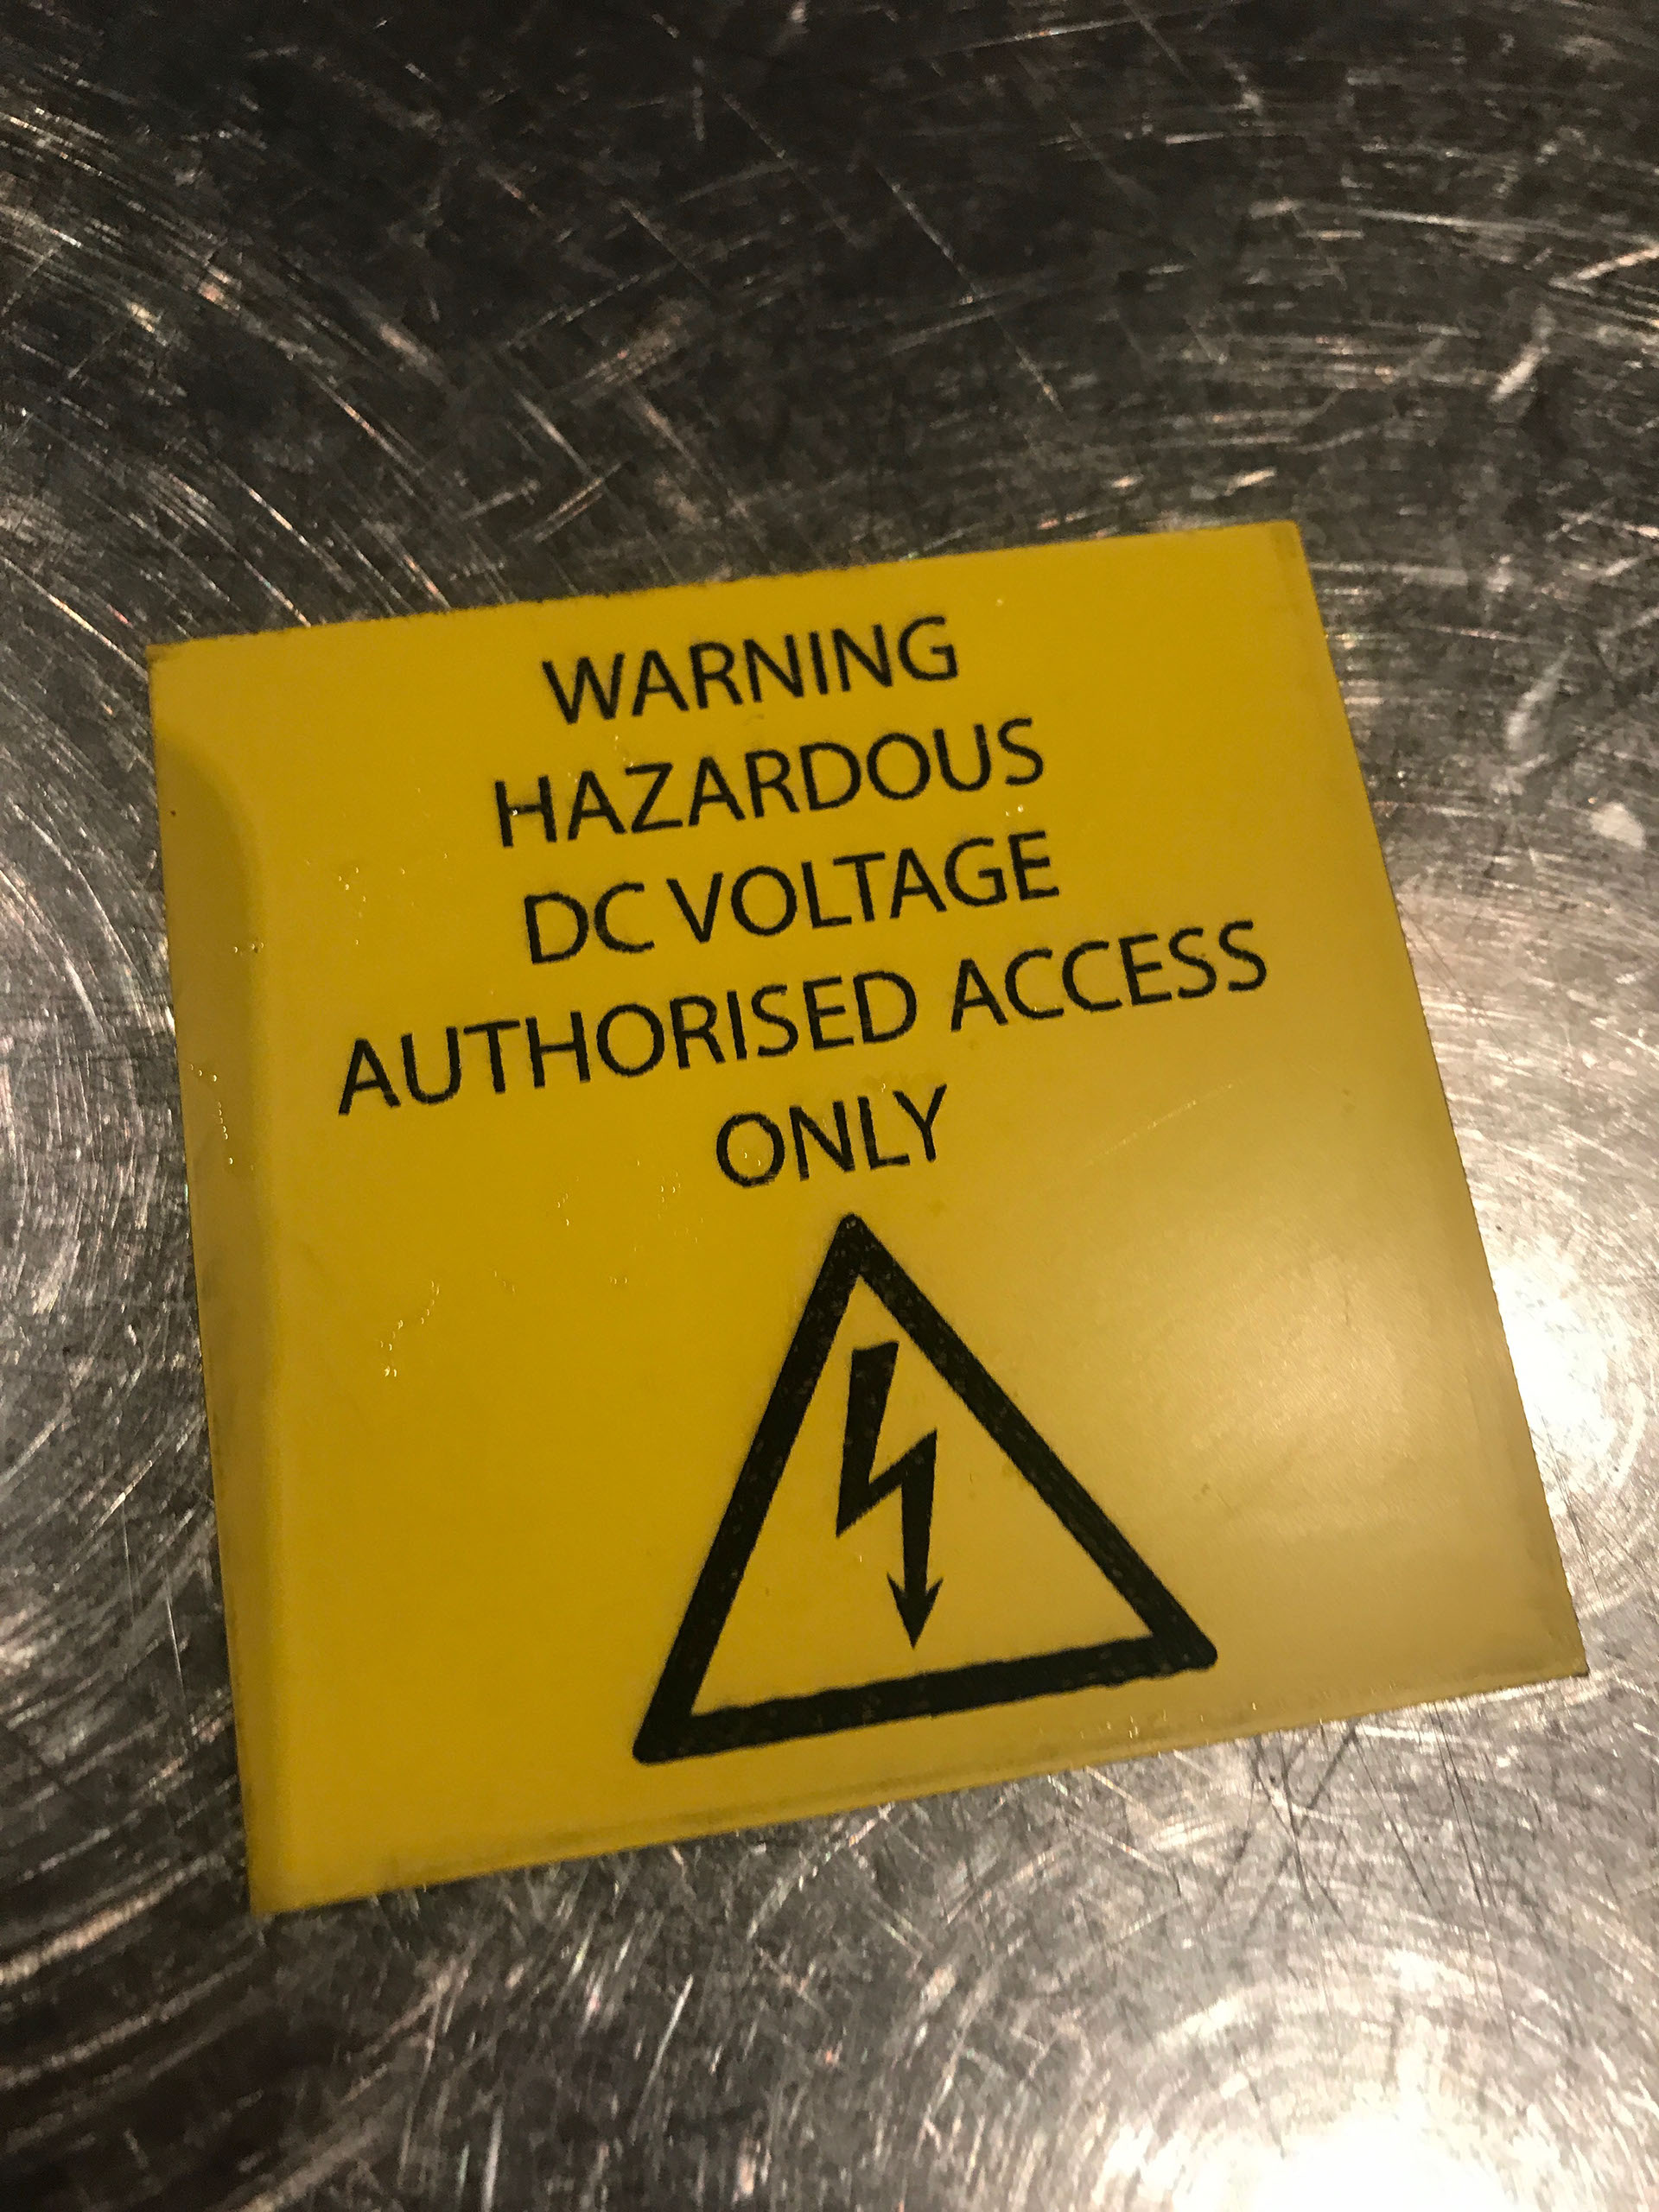 WARNING
HAZARDOUS
DC VOLTAGE
AUTHORISED ACCESS
ONLY